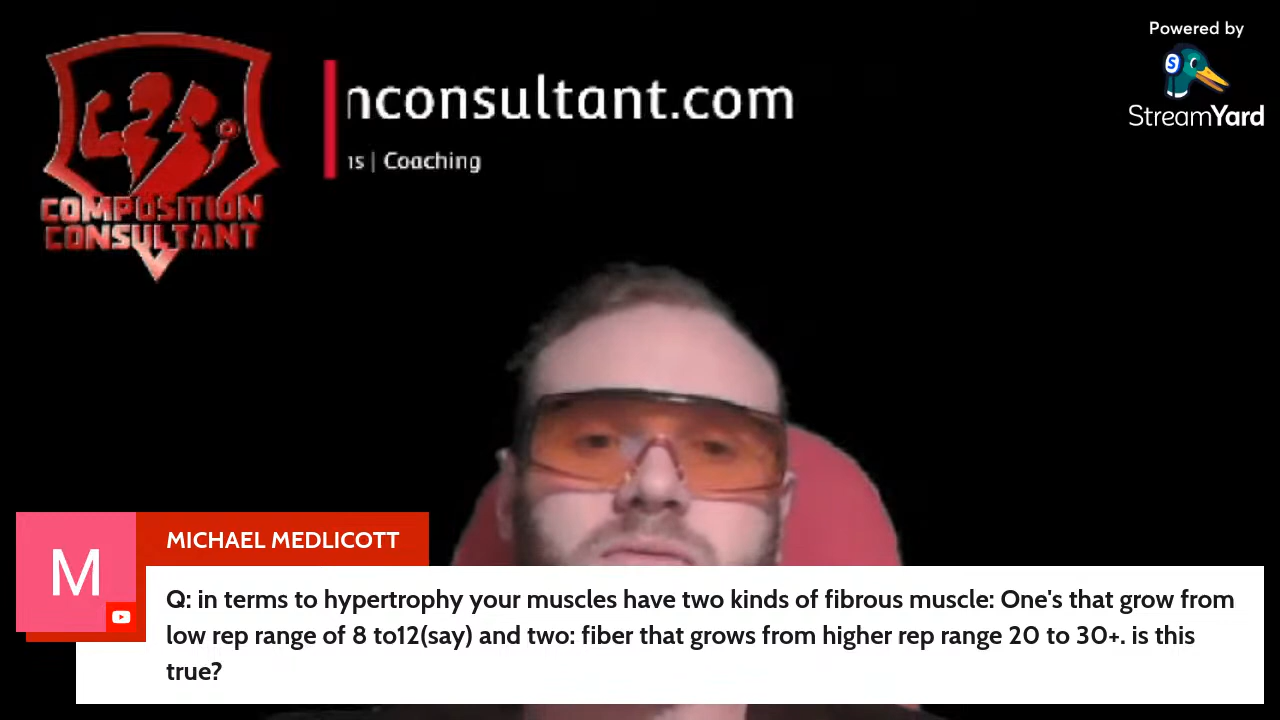 Powered by
S
StreamYard
nconsultant.com
ns | Coaching
COMPOSITION
CONSULTANT
M
MICHAEL MEDLICOTT
Q: in terms to hypertrophy your muscles have two kinds of fibrous muscle: One's that grow from
low rep range of 8 to12(say) and two: fiber that grows from higher rep range 20 to 30+. is this
true?